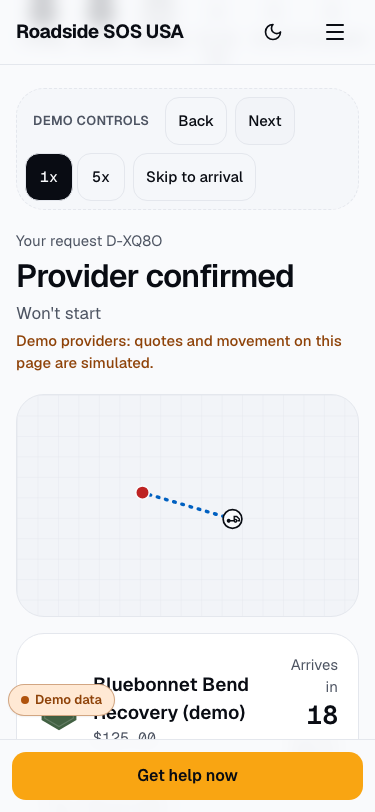 Roadside SOS USA
DEMO CONTROLS Back Next
1x 5x Skip to arrival
Your request D-XQ8O
Provider confirmed
Won't start
Demo providers: quotes and movement on this
page are simulated.
Arrives
in
18
Bluebonnet Bend
Recovery (demo)
$125.00
Demo data
Get help now